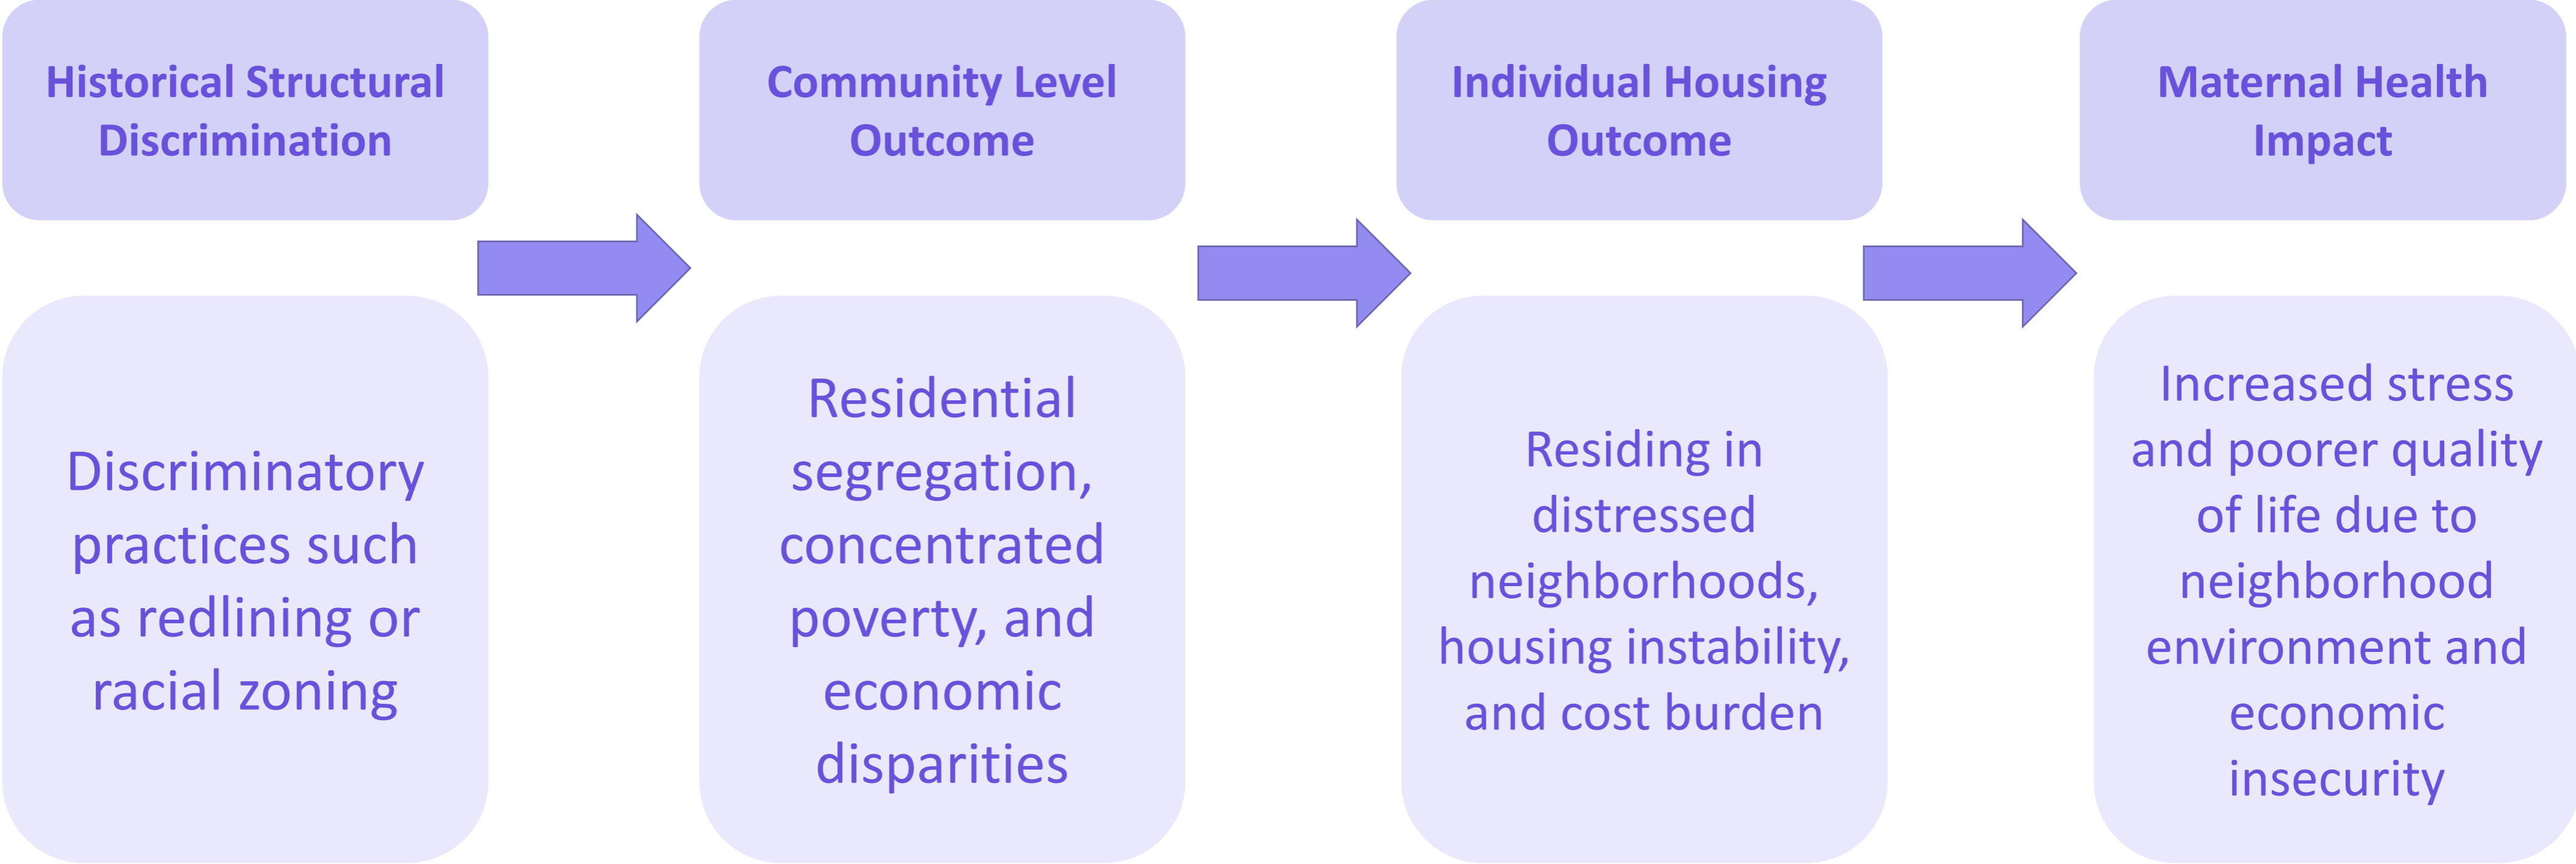 Historical Structural
Discrimination
Discriminatory
practices such
as redlining or
racial zoning
Community Level
Outcome
Residential
segregation,
concentrated
poverty, and
economic
disparities
Individual Housing
Outcome
Residing in
distressed
neighborhoods,
housing instability,
and cost burden
Maternal Health
Impact
Increased stress
and poorer quality
of life due to
neighborhood
environment and
economic
insecurity